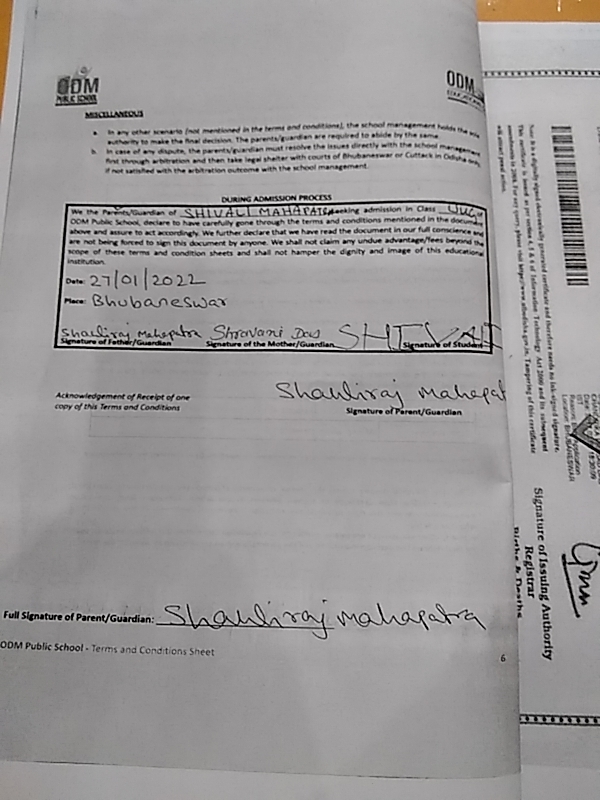 ODM
PUBLIC SCHOOL
ODM
MISCELLANEOUS
a. In any other scenario (not mentioned in the terms and conditions), the school management holds the sole
authority to make the final decision. The parents/guardian are required to abide by the same.
b. In case of any dispute, the parents/guardian must resolve the issues directly with the school management
first through arbitration and then take legal shelter with courts of Bhubaneswar or Cuttack in Odisha only,
if not satisfied with the arbitration outcome with the school management.
DURING ADMISSION PROCESS
We the Parents/Guardian of SHIVALI MAHAPATRA seeking admission in Class UKG of
ODM Public School, declare to have carefully gone through the terms and conditions mentioned in the document
above and assure to act accordingly. We further declare that we have read the document in our full conscience
are not being forced to sign this document by anyone. We shall not claim any undue advantage/fees beyond the
scope of these terms and condition sheets and shall not hamper the dignity and image of this educational
institution.
Date: 27/01/2022
Place: Bhubaneswar
Shakliraj Mahapatra Shravani Das SHIVALI
Signature of Father/Guardian Signature of the Mother/Guardian Signature of Student
Shakliraj Mahapat
Acknowledgement of Receipt of one
copy of this Terms and Conditions
Signature of Parent/Guardian
Full Signature of Parent/Guardian: Shakliraj Mahapatra
ODM Public School - Terms and Conditions Sheet
6
Signature of Issuing Authority
Registrar
Births & Deaths